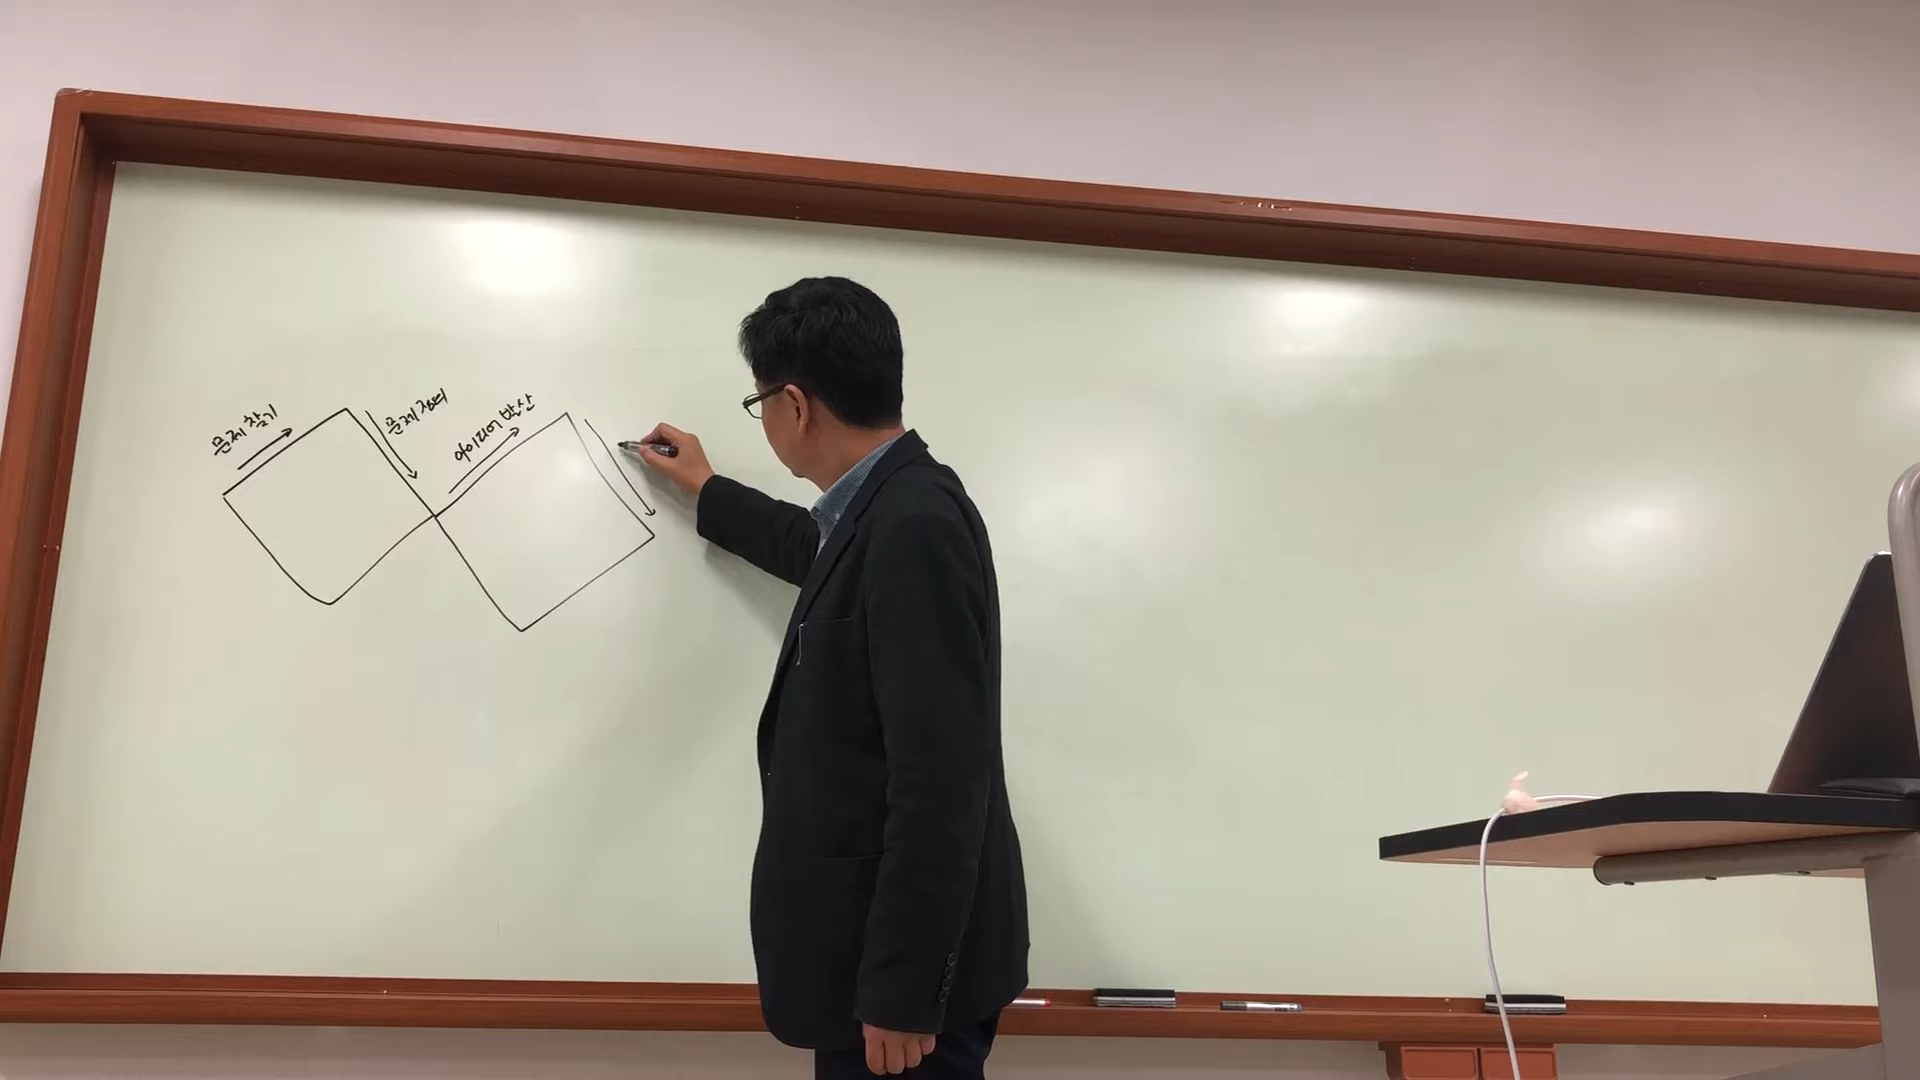 문제 찾기
문제 정의
아이디어 발산